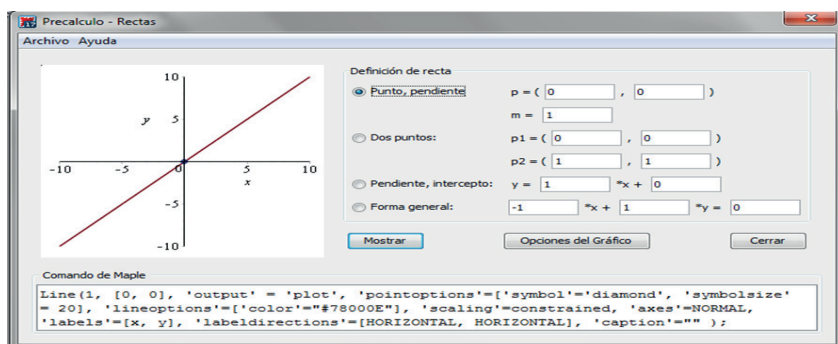 Precalculo - Rectas
Archivo Ayuda
Definición de recta
Punto, pendiente
p = ( 0 , 0 )
m = 1
Dos puntos:
p1 = ( 0 , 0 )
p2 = ( 1 , 1 )
Pendiente, intercepto:
y = 1 *x + 0
Forma general:
-1 *x + 1 *y = 0
10
y
5
-10 -5 0 5 10
x
-5
-10
Mostrar Opciones del Gráfico Cerrar
Comando de Maple
Line(1, [0, 0], 'output' = 'plot', 'pointoptions'=['symbol'='diamond', 'symbolsize'
= 20], 'lineoptions'=['color'="#78000E"], 'scaling'=constrained, 'axes'=NORMAL,
'labels'=[x, y], 'labeldirections'=[HORIZONTAL, HORIZONTAL], 'caption'="" );